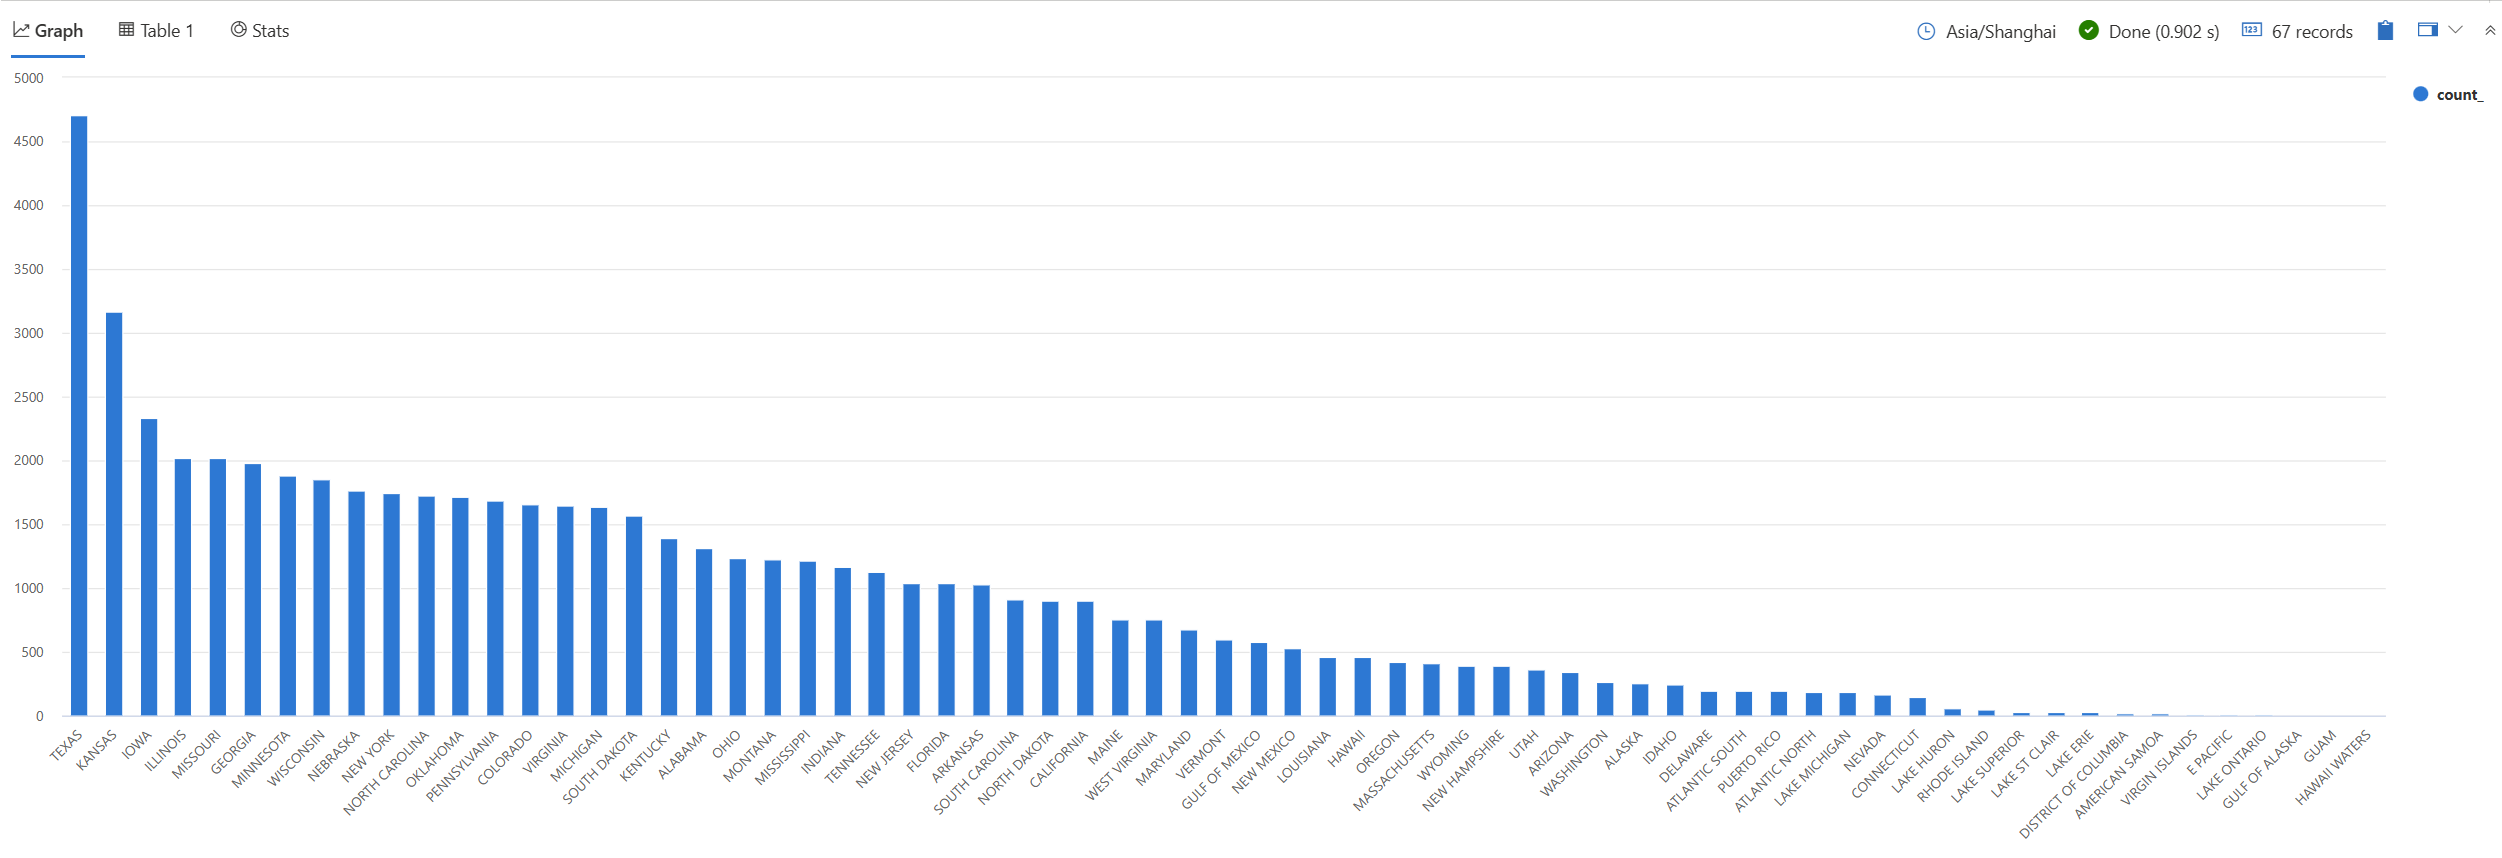 Graph Table 1 Stats Asia/Shanghai Done (0.902 s) 123 67 records
count_
5000
4500
4000
3500
3000
2500
2000
1500
1000
500
0
TEXAS
KANSAS
IOWA
ILLINOIS
MISSOURI
GEORGIA
MINNESOTA
WISCONSIN
NEBRASKA
NEW YORK
NORTH CAROLINA
OKLAHOMA
PENNSYLVANIA
COLORADO
VIRGINIA
MICHIGAN
SOUTH DAKOTA
KENTUCKY
ALABAMA
OHIO
MONTANA
MISSISSIPPI
INDIANA
TENNESSEE
NEW JERSEY
FLORIDA
ARKANSAS
SOUTH CAROLINA
NORTH DAKOTA
CALIFORNIA
MAINE
WEST VIRGINIA
MARYLAND
VERMONT
GULF OF MEXICO
NEW MEXICO
LOUISIANA
HAWAII
OREGON
MASSACHUSETTS
WYOMING
NEW HAMPSHIRE
UTAH
ARIZONA
WASHINGTON
ALASKA
IDAHO
DELAWARE
ATLANTIC SOUTH
PUERTO RICO
ATLANTIC NORTH
LAKE MICHIGAN
NEVADA
CONNECTICUT
LAKE HURON
RHODE ISLAND
LAKE SUPERIOR
LAKE ST CLAIR
LAKE ERIE
DISTRICT OF COLUMBIA
AMERICAN SAMOA
VIRGIN ISLANDS
E PACIFIC
LAKE ONTARIO
GULF OF ALASKA
GUAM
HAWAII WATERS